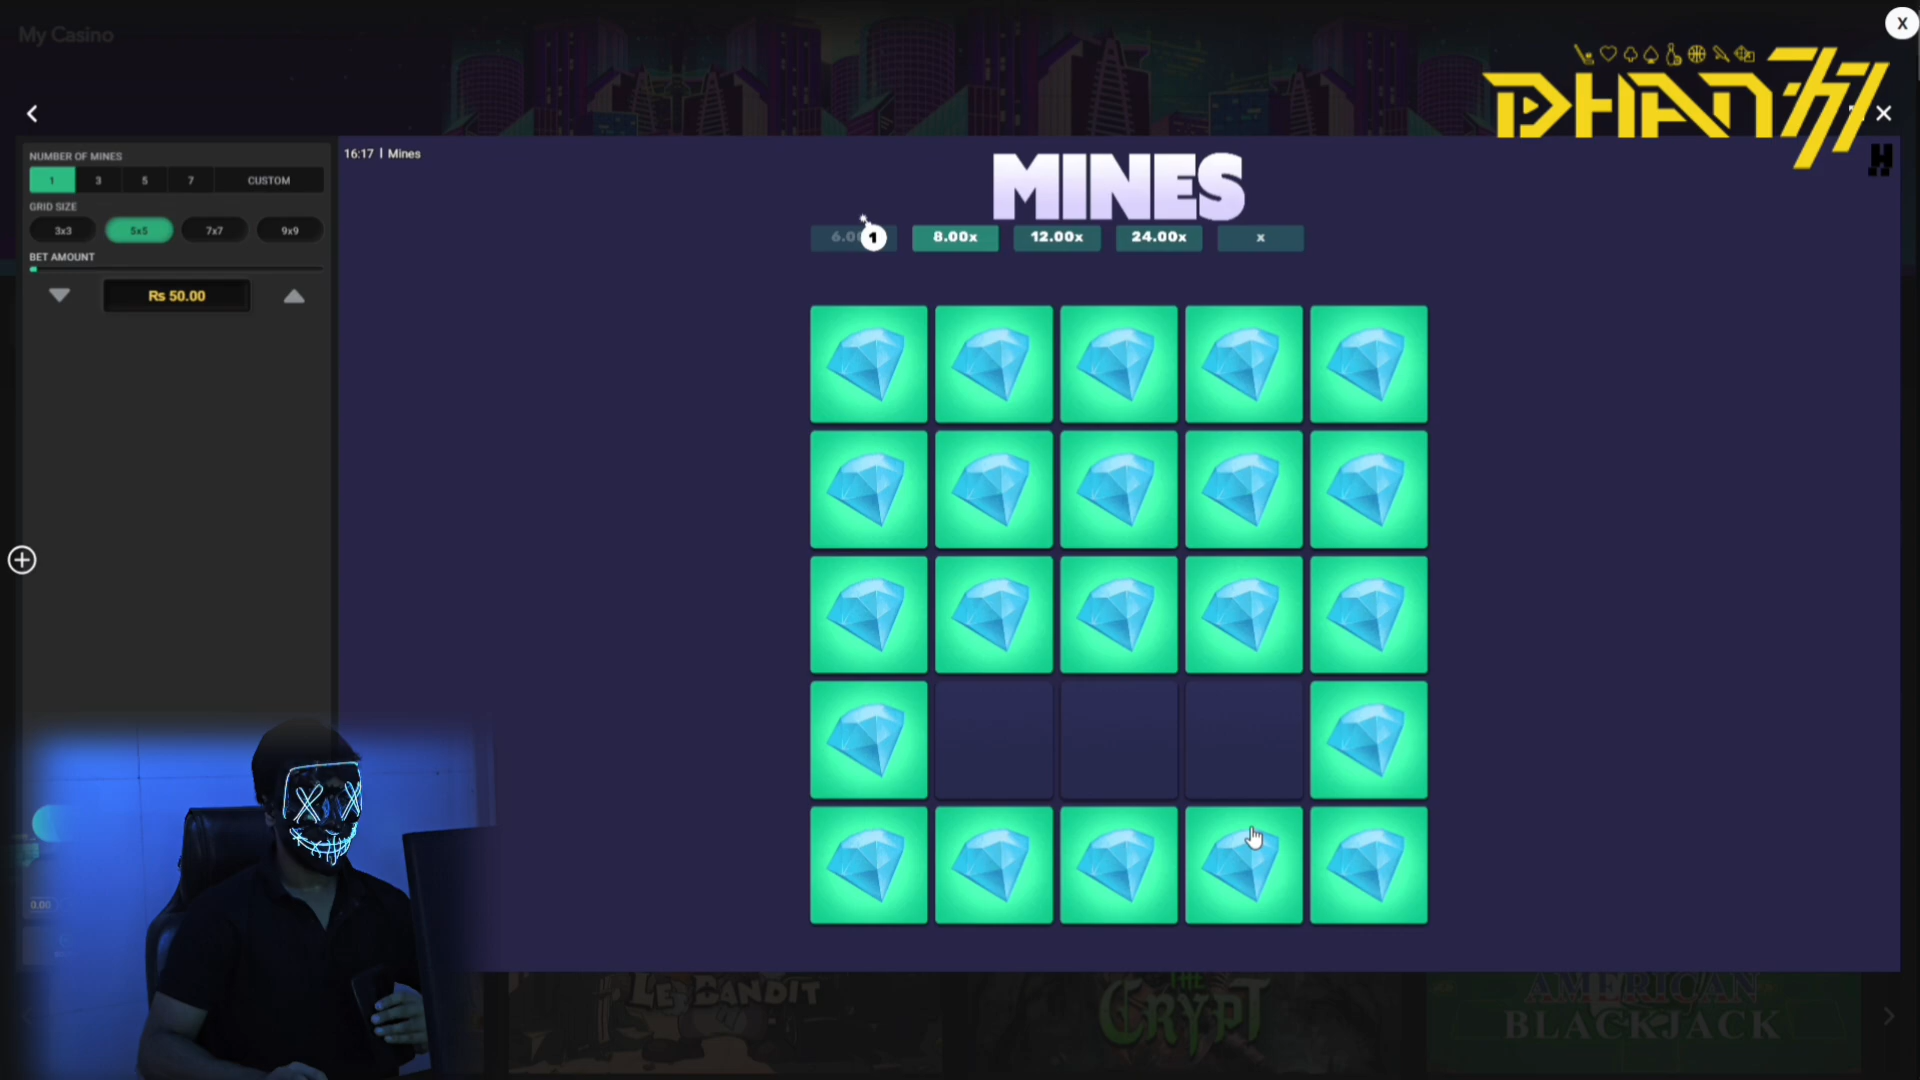 My Casino
DHAN777
16:17 | Mines
NUMBER OF MINES
1 3 5 7 CUSTOM
GRID SIZE
3x3 5x5 7x7 9x9
BET AMOUNT
Rs 50.00
MINES
1 8.00x 12.00x 24.00x x
0.00
LE BANDIT
THE CRYPT
AMERICAN BLACKJACK